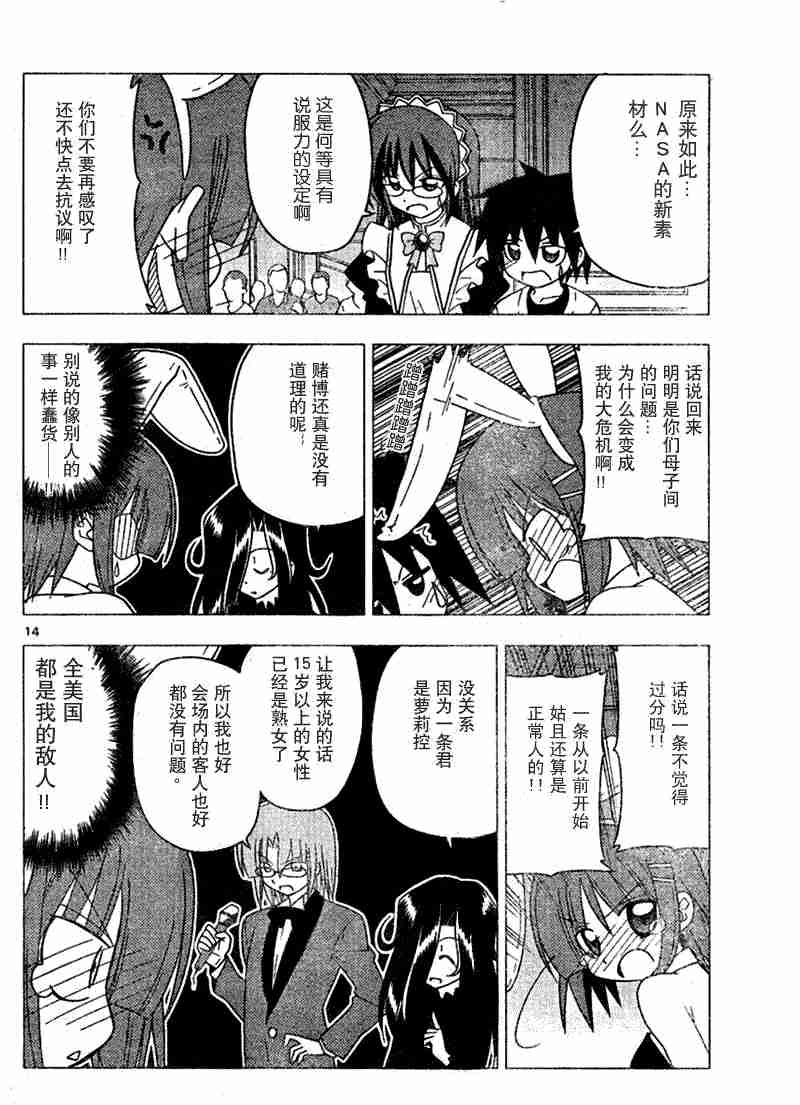 原来如此…
NASA的新素
材么…
这是何等具有
说服力的设定啊
你们不要再感叹了
还不快点去抗议啊!!
话说回来
明明是你们母子间
的问题…
为什么会变成
我的大危机啊!!
蹭蹭蹭蹭蹭
赌博还真是没有
道理的呢~
别说的像别人的
事一样蠢货——
14
话说一条不觉得
过分吗!!
一条从以前开始
姑且还算是
正常人的!!
没关系
因为一条君
是萝莉控
让我来说的话
15岁以上的女性
已经是熟女了
所以我也好
会场内的客人也好
都没有问题。
全美国
都是我的敌人!!